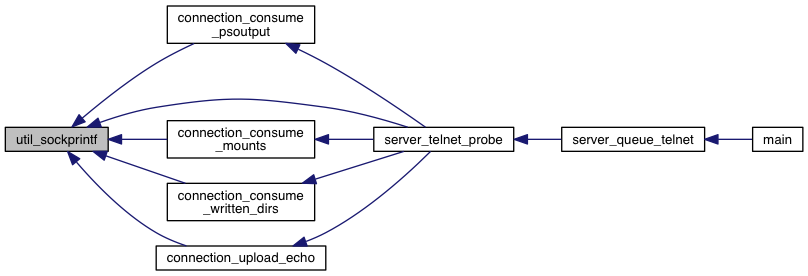 connection_consume
_psoutput
util_sockprintf
connection_consume
_mounts
server_telnet_probe
server_queue_telnet
main
connection_consume
_written_dirs
connection_upload_echo